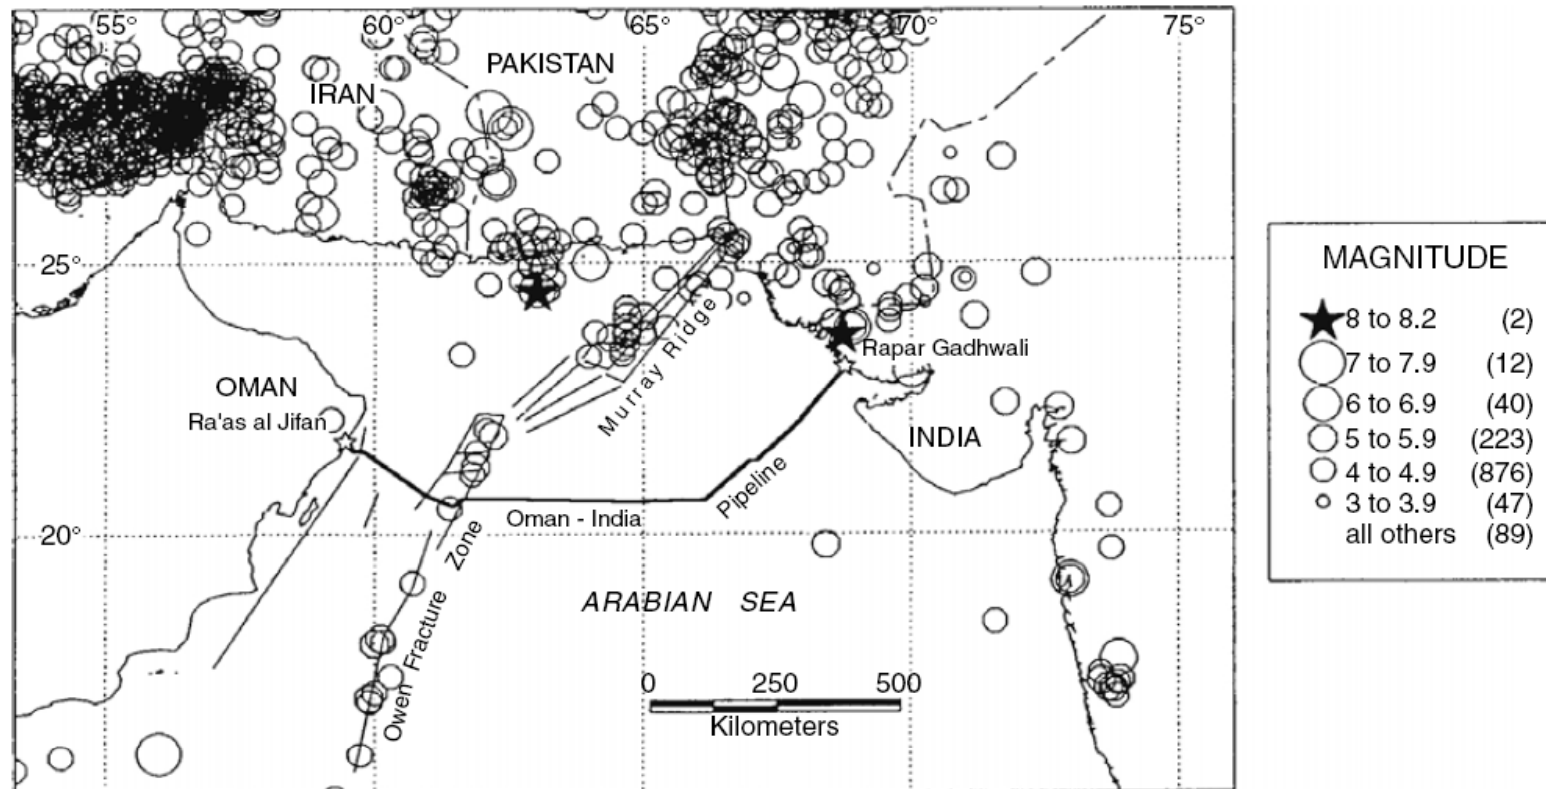 55° 60° 65° 70° 75°
PAKISTAN
IRAN
25°
MAGNITUDE
8 to 8.2 (2)
7 to 7.9 (12)
6 to 6.9 (40)
5 to 5.9 (223)
4 to 4.9 (876)
3 to 3.9 (47)
all others (89)
Murray Ridge
Rapar Gadhwali
OMAN
Ra'as al Jifan
INDIA
Pipeline
Oman - India
20°
Owen Fracture Zone
ARABIAN SEA
0 250 500
Kilometers